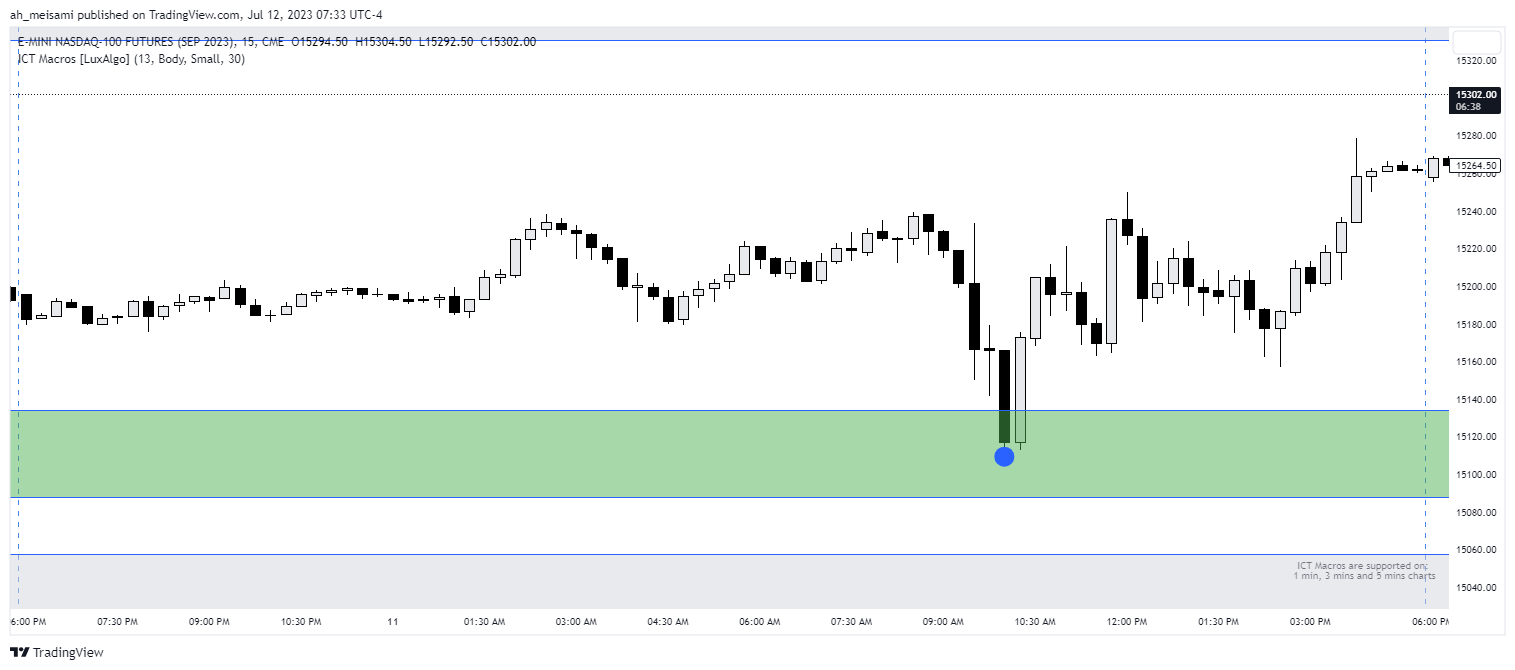 ah_meisami published on TradingView.com, Jul 12, 2023 07:33 UTC-4
E-MINI NASDAQ-100 FUTURES (SEP 2023), 15, CME O15294.50 H15304.50 L15292.50 C15302.00
ICT Macros [LuxAlgo] (13, Body, Small, 30)
15320.00
15302.00
06:38
15280.00
15264.50
15260.00
15240.00
15220.00
15200.00
15180.00
15160.00
15140.00
15120.00
15100.00
15080.00
15060.00
ICT Macros are supported on:
1 min, 3 mins and 5 mins charts
15040.00
6:00 PM 07:30 PM 09:00 PM 10:30 PM 11 01:30 AM 03:00 AM 04:30 AM 06:00 AM 07:30 AM 09:00 AM 10:30 AM 12:00 PM 01:30 PM 03:00 PM 06:00 PM
TradingView